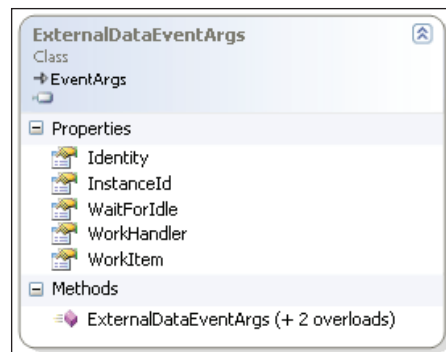 ExternalDataEventArgs
Class
EventArgs
Properties
Identity
InstanceId
WaitForIdle
WorkHandler
WorkItem
Methods
ExternalDataEventArgs (+ 2 overloads)